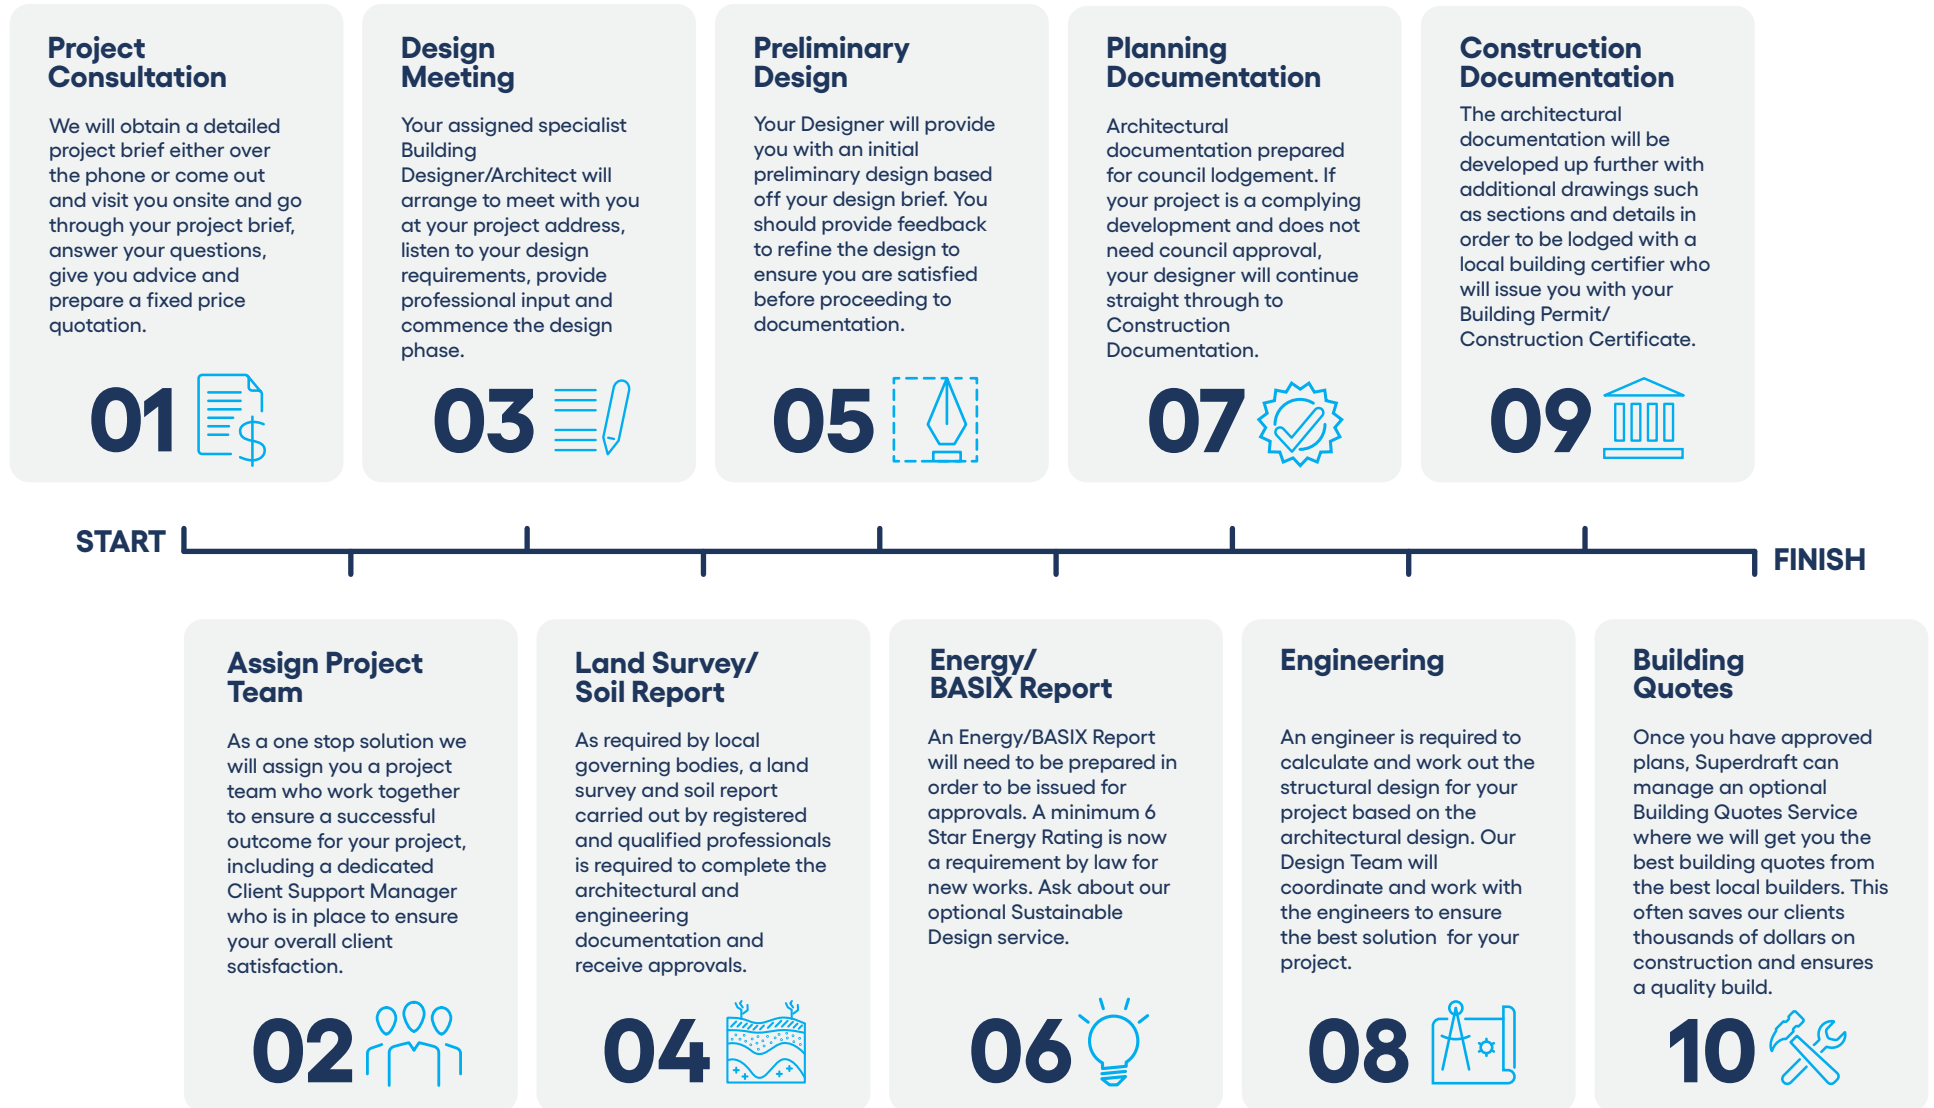 Project
Consultation
We will obtain a detailed
project brief either over
the phone or come out
and visit you onsite and go
through your project brief,
answer your questions,
give you advice and
prepare a fixed price
quotation.
01
Design
Meeting
Your assigned specialist
Building
Designer/Architect will
arrange to meet with you
at your project address,
listen to your design
requirements, provide
professional input and
commence the design
phase.
03
Preliminary
Design
Your Designer will provide
you with an initial
preliminary design based
off your design brief. You
should provide feedback
to refine the design to
ensure you are satisfied
before proceeding to
documentation.
05
Planning
Documentation
Architectural
documentation prepared
for council lodgement. If
your project is a complying
development and does not
need council approval,
your designer will continue
straight through to
Construction
Documentation.
07
Construction
Documentation
The architectural
documentation will be
developed up further with
additional drawings such
as sections and details in
order to be lodged with a
local building certifier who
will issue you with your
Building Permit/
Construction Certificate.
09
START
FINISH
Assign Project
Team
As a one stop solution we
will assign you a project
team who work together
to ensure a successful
outcome for your project,
including a dedicated
Client Support Manager
who is in place to ensure
your overall client
satisfaction.
02
Land Survey/
Soil Report
As required by local
governing bodies, a land
survey and soil report
carried out by registered
and qualified professionals
is required to complete the
architectural and
engineering
documentation and
receive approvals.
04
Energy/
BASIX Report
An Energy/BASIX Report
will need to be prepared in
order to be issued for
approvals. A minimum 6
Star Energy Rating is now
a requirement by law for
new works. Ask about our
optional Sustainable
Design service.
06
Engineering
An engineer is required to
calculate and work out the
structural design for your
project based on the
architectural design. Our
Design Team will
coordinate and work with
the engineers to ensure
the best solution for your
project.
08
Building
Quotes
Once you have approved
plans, Superdraft can
manage an optional
Building Quotes Service
where we will get you the
best building quotes from
the best local builders. This
often saves our clients
thousands of dollars on
construction and ensures
a quality build.
10